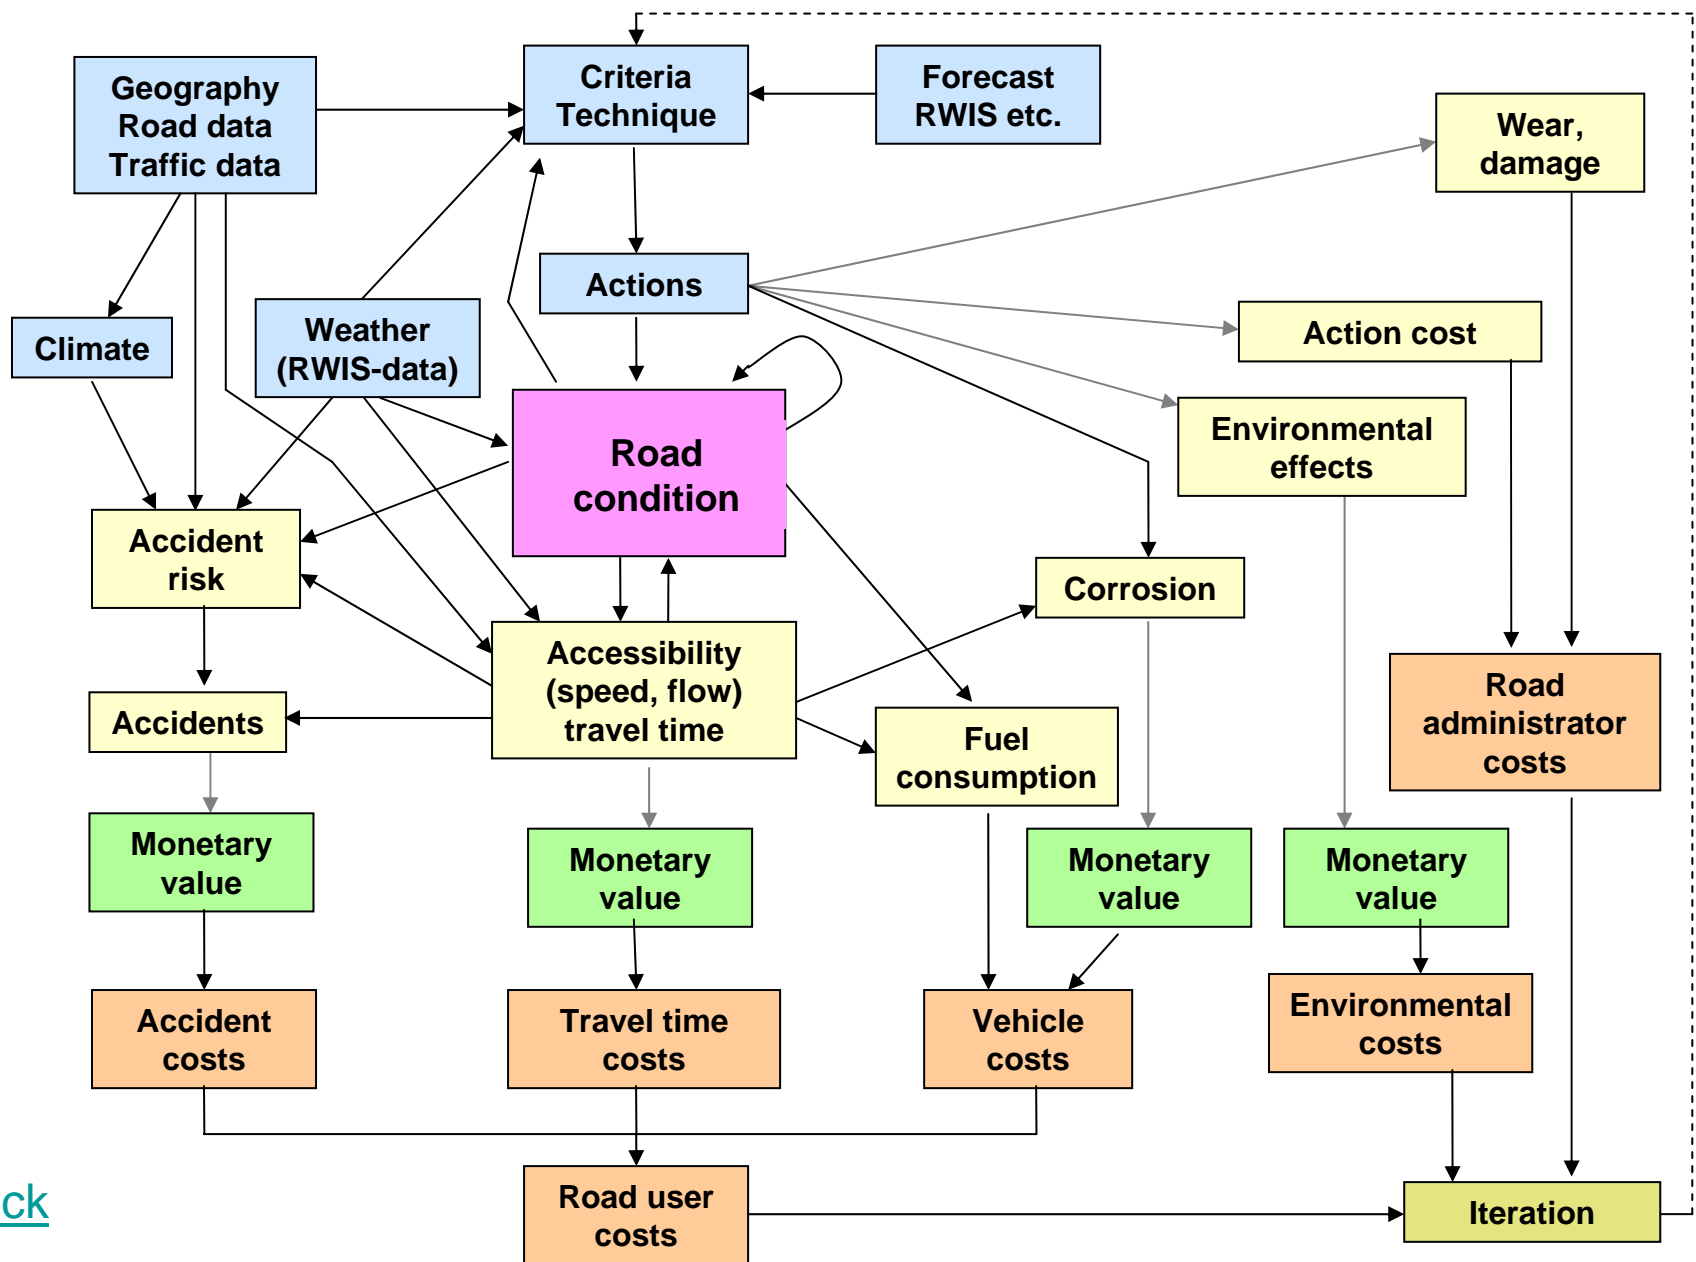 Criteria
Technique
Forecast
RWIS etc.
Geography
Road data
Traffic data
Wear,
damage
Actions
Climate
Weather
(RWIS-data)
Action cost
Road
condition
Environmental
effects
Accident
risk
Corrosion
Accessibility
(speed, flow)
travel time
Road
administrator
costs
Accidents
Fuel
consumption
Monetary
value
Monetary
value
Monetary
value
Monetary
value
Accident
costs
Travel time
costs
Vehicle
costs
Environmental
costs
ck
Road user
costs
Iteration